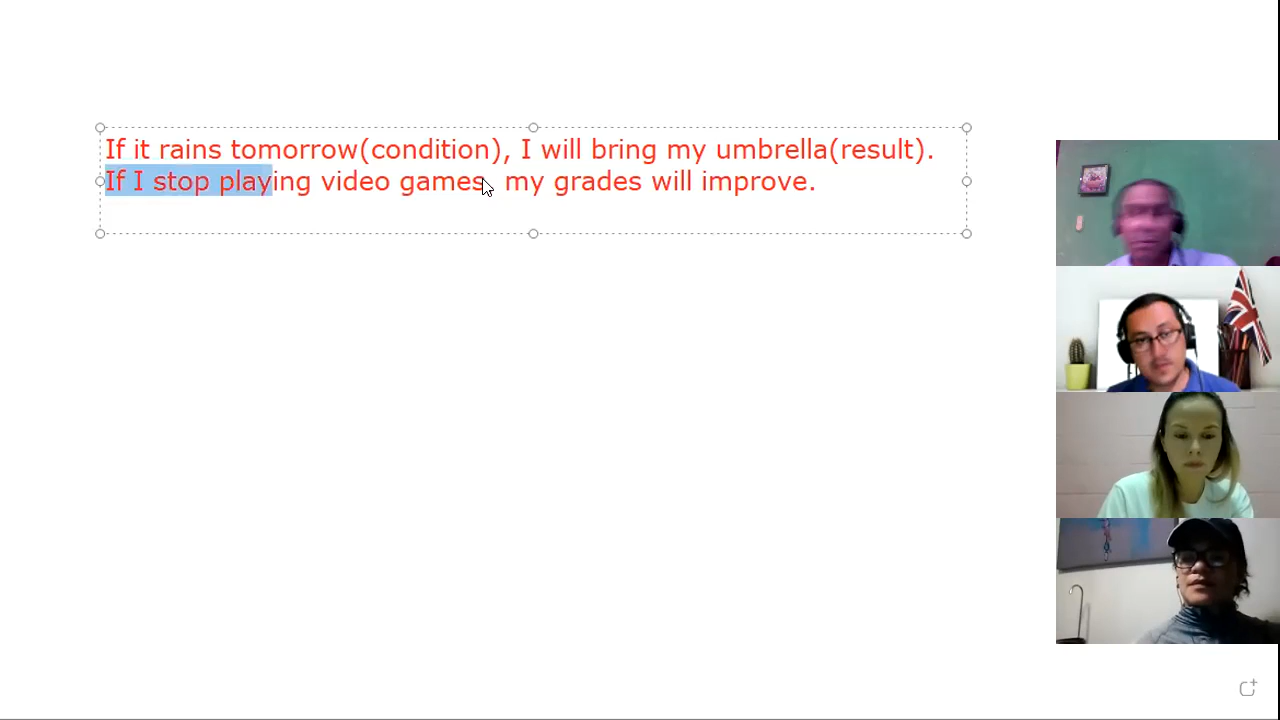 If it rains tomorrow(condition), I will bring my umbrella(result).
If I stop playing video games, my grades will improve.